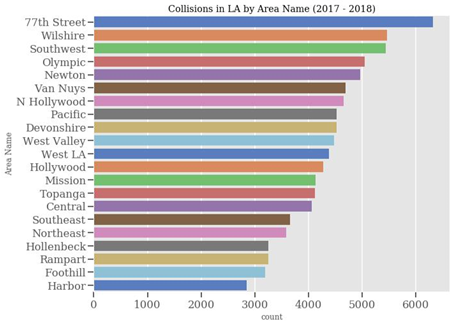 Collisions in LA by Area Name (2017 - 2018)
Area Name
77th Street
Wilshire
Southwest
Olympic
Newton
Van Nuys
N Hollywood
Pacific
Devonshire
West Valley
West LA
Hollywood
Mission
Topanga
Central
Southeast
Northeast
Hollenbeck
Rampart
Foothill
Harbor
0 1000 2000 3000 4000 5000 6000
count